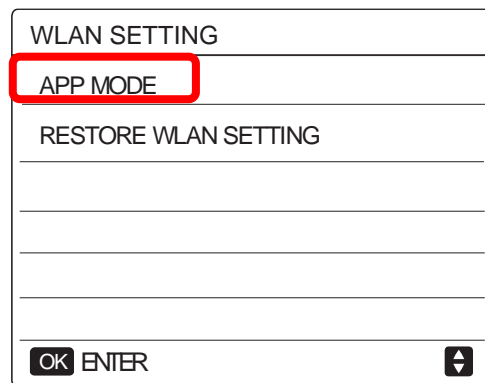 WLAN SETTING
APP MODE
RESTORE WLAN SETTING
OK ENTER